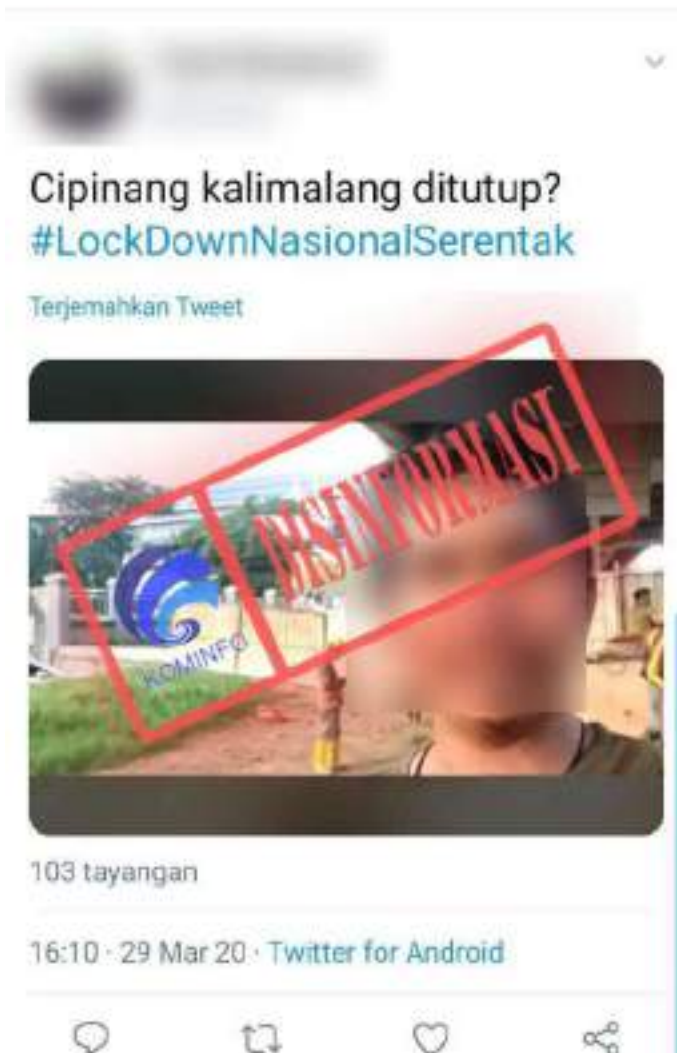 Cipinang kalimalang ditutup?
#LockDownNasionalSerentak
Terjemahkan Tweet
DISINFORMASI
KOMINFO
103 tayangan
16:10 · 29 Mar 20 · Twitter for Android